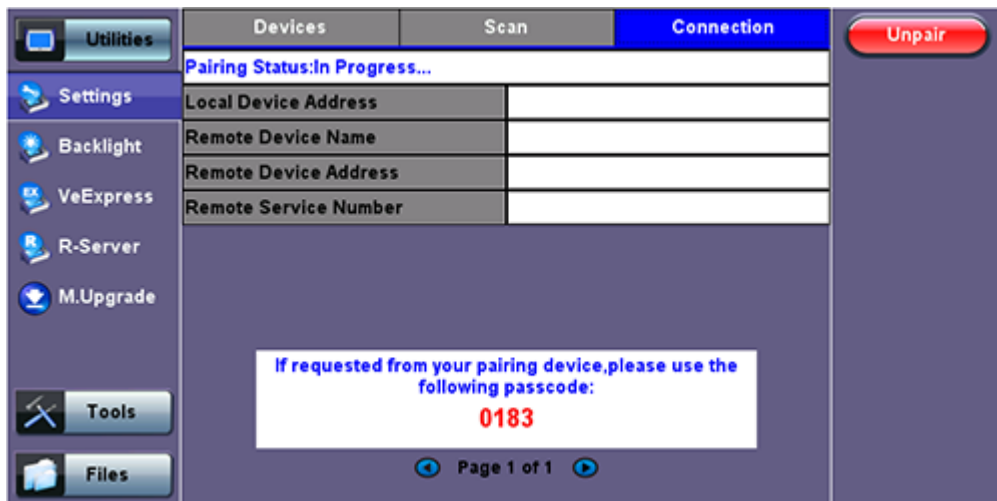 Utilities
Settings
Backlight
VeExpress
R-Server
M.Upgrade
Tools
Files
Devices
Scan
Connection
Pairing Status:In Progress...
Local Device Address
Remote Device Name
Remote Device Address
Remote Service Number
If requested from your pairing device,please use the
following passcode:
0183
Page 1 of 1
Unpair